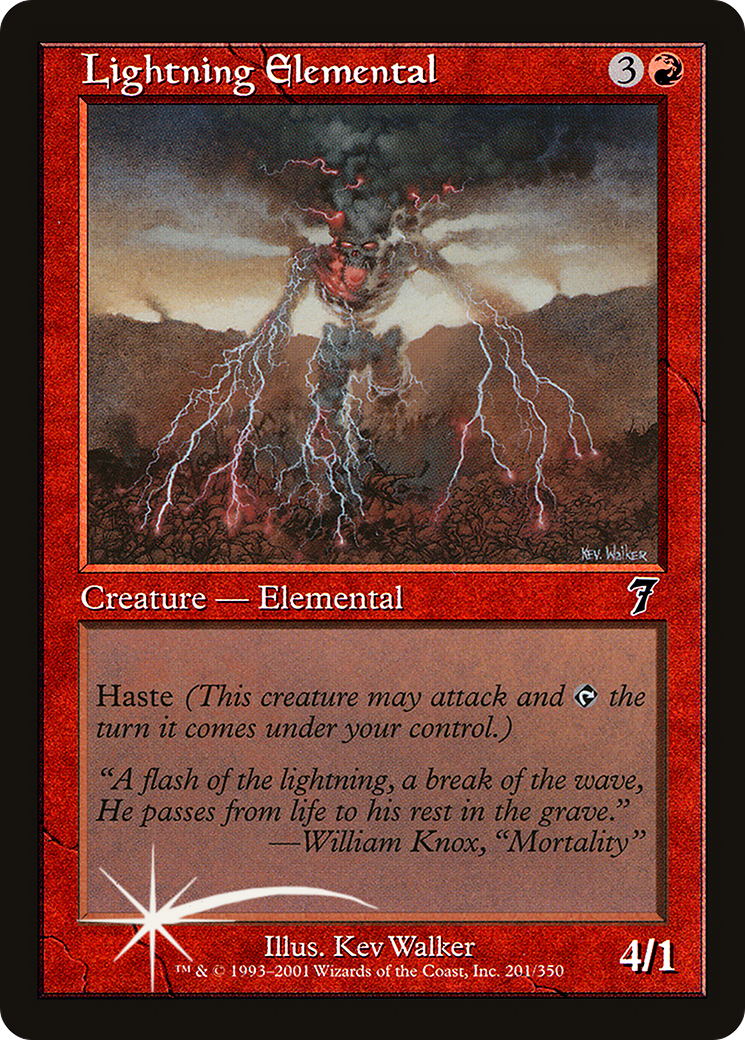 Lightning Elemental 3
Kev. Walker
Creature — Elemental 7
Haste (This creature may attack and the
turn it comes under your control.)
“A flash of the lightning, a break of the wave,
He passes from life to his rest in the grave.”
—William Knox, “Mortality”
Illus. Kev Walker
™ & © 1993–2001 Wizards of the Coast, Inc. 201/350
4/1